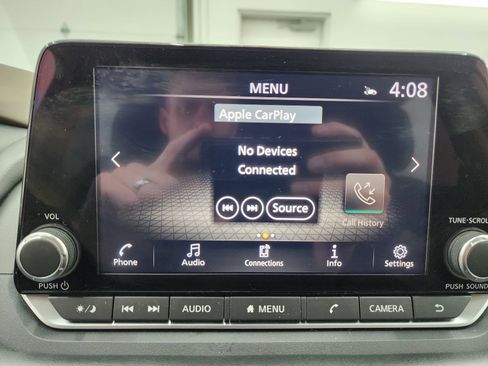 MENU
4:08
Apple CarPlay
No Devices
Connected
Source
Call History
VOL
TUNE·SCROLL
Phone
Audio
Connections
Info
Settings
PUSH
PUSH SOUND
AUDIO
MENU
CAMERA